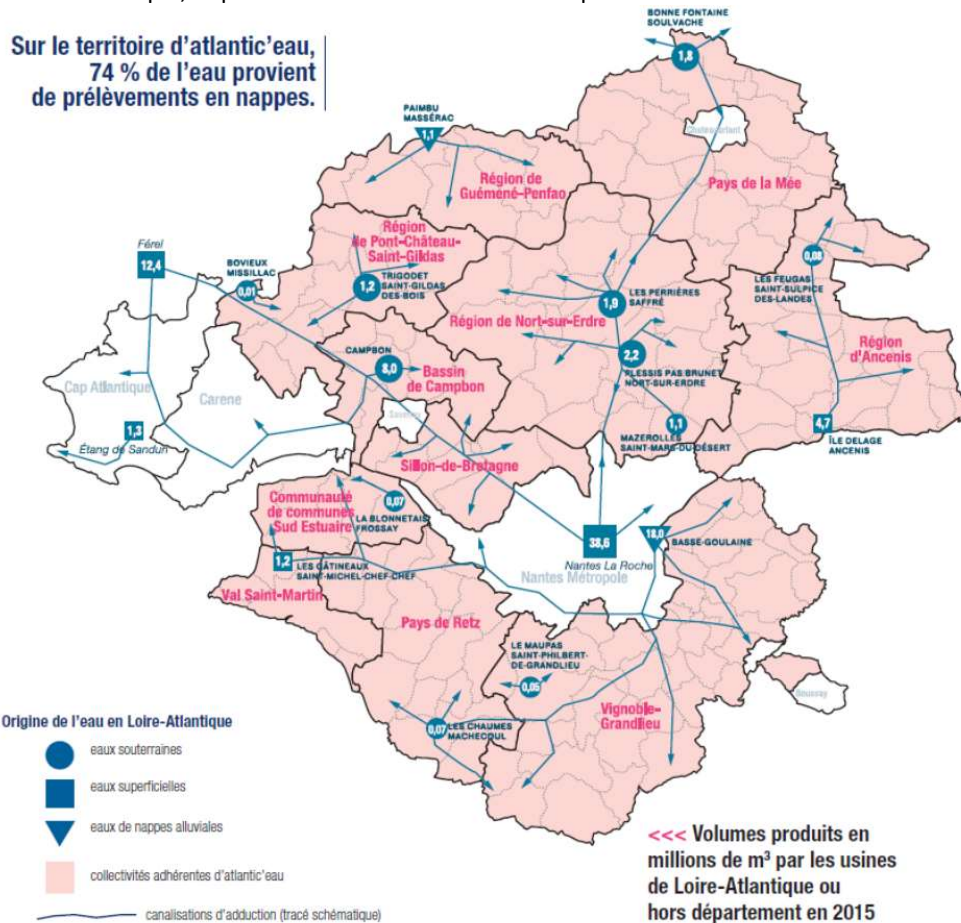 Sur le territoire d'atlantic'eau,
74 % de l'eau provient
de prélèvements en nappes.
BONNE FONTAINE
SOULVACHE
1,8
Châteaubriant
PAIMBU
MASSÉRAC
1,1
Région de
Guémené-Penfao
Pays de la Mée
Région
de Pont-Château-
Saint-Gildas
Férel
12,4
BOVIEUX
MISSILLAC
0,01
1,2
TRIGODET
SAINT-GILDAS
DES-BOIS
0,08
LES FEUGAS
SAINT-SULPICE
DES-LANDES
1,9
LES PERRIÈRES
SAFFRÉ
Région de Nort-sur-Erdre
2,2
PLESSIS PAS BRUNET
NORT-SUR-ERDRE
Région
d'Ancenis
CAMPBON
8,0
Bassin
de Campbon
Cap Atlantique
Carene
Savenay
1,3
Étang de Sandun
1,1
MAZEROLLES
SAINT-MARS-DU-DÉSERT
4,7
ÎLE DELAGE
ANCENIS
Sillon-de-Bretagne
Communauté
de communes
Sud Estuaire
0,07
LA BLONNETAIS
FROSSAY
38,6
Nantes La Roche
18,0
BASSE-GOULAINE
1,2
LES GÂTINEAUX
SAINT-MICHEL-CHEF-CHEF
Nantes Métropole
Val Saint-Martin
Pays de Retz
LE MAUPAS
SAINT-PHILBERT-
DE-GRANDLIEU
0,05
Vignoble-
Grandlieu
0,07
LES CHAUMES
MACHECOUL
Origine de l'eau en Loire-Atlantique
eaux souterraines
eaux superficielles
eaux de nappes alluviales
collectivités adhérentes d'atlantic'eau
canalisations d'adduction (tracé schématique)
<<< Volumes produits en
millions de m³ par les usines
de Loire-Atlantique ou
hors département en 2015